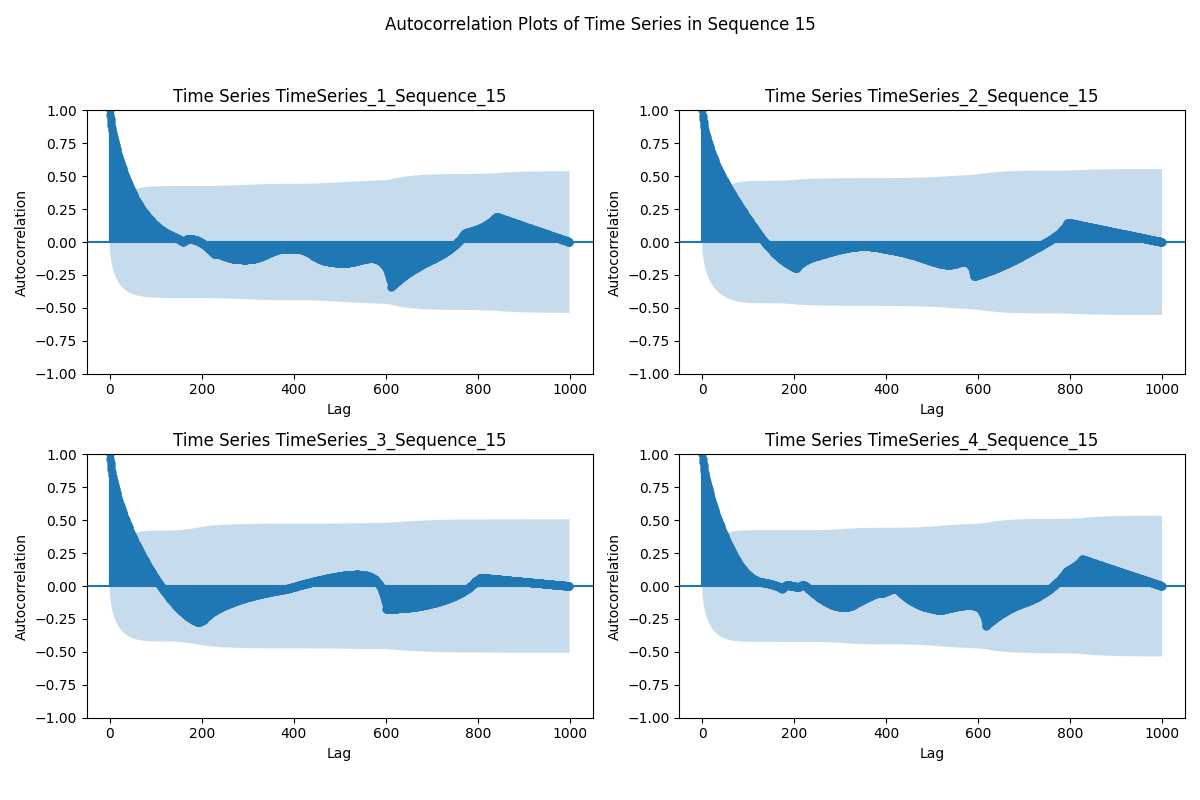 Autocorrelation Plots of Time Series in Sequence 15
Time Series TimeSeries_1_Sequence_15
1.00
0.75
0.50
0.25
0.00
−0.25
−0.50
−0.75
−1.00
Autocorrelation
0 200 400 600 800 1000
Lag
Time Series TimeSeries_2_Sequence_15
1.00
0.75
0.50
0.25
0.00
−0.25
−0.50
−0.75
−1.00
Autocorrelation
0 200 400 600 800 1000
Lag
Time Series TimeSeries_3_Sequence_15
1.00
0.75
0.50
0.25
0.00
−0.25
−0.50
−0.75
−1.00
Autocorrelation
0 200 400 600 800 1000
Lag
Time Series TimeSeries_4_Sequence_15
1.00
0.75
0.50
0.25
0.00
−0.25
−0.50
−0.75
−1.00
Autocorrelation
0 200 400 600 800 1000
Lag